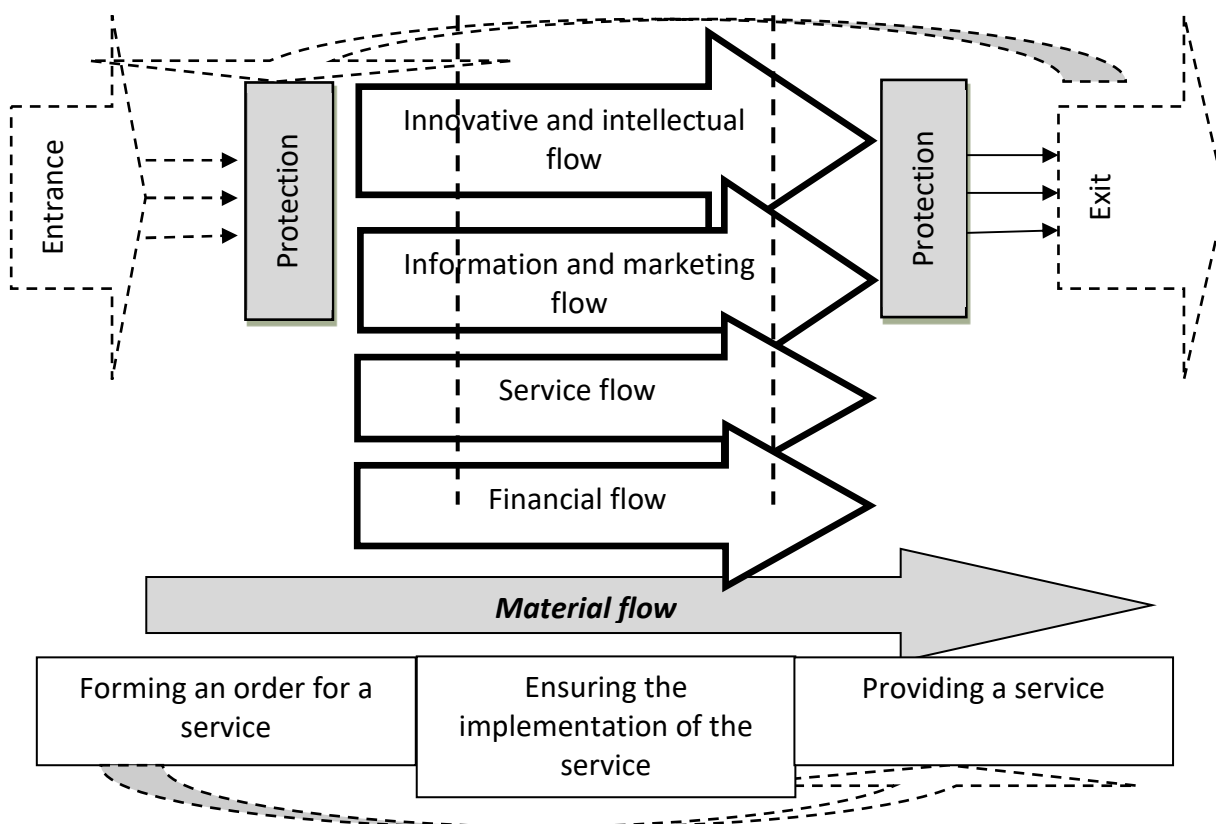 Entrance
Protection
Innovative and intellectual
flow
Information and marketing
flow
Service flow
Financial flow
Protection
Exit
Material flow
Forming an order for a
service
Ensuring the
implementation of the
service
Providing a service